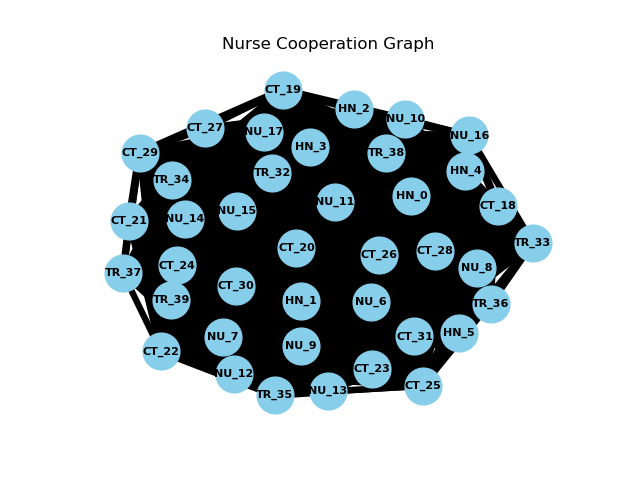 Nurse Cooperation Graph
CT_19
HN_2
NU_10
CT_27
NU_17
NU_16
HN_3
CT_29
TR_38
HN_4
TR_32
TR_34
HN_0
NU_11
CT_18
NU_15
NU_14
CT_21
TR_33
CT_20
CT_28
CT_26
CT_24
NU_8
TR_37
CT_30
TR_39
HN_1
NU_6
TR_36
HN_5
CT_31
NU_7
NU_9
CT_22
CT_23
NU_12
CT_25
NU_13
TR_35